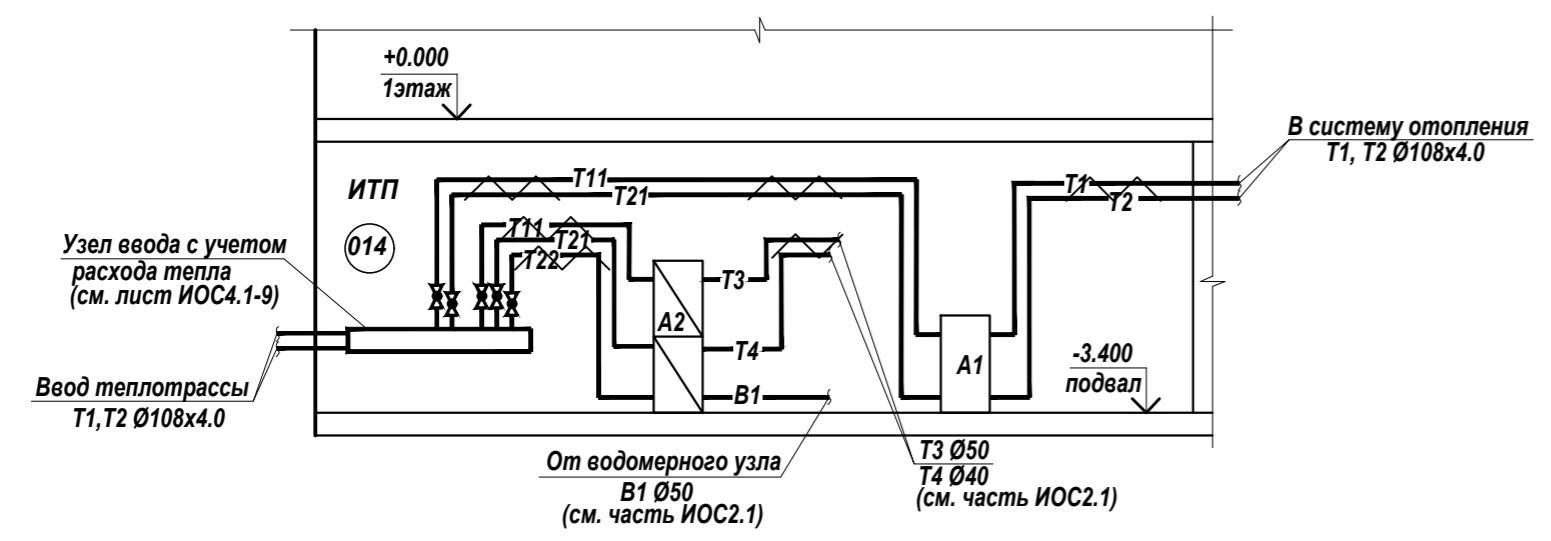 +0.000
1этаж
В систему отопления
Т1, Т2 Ø108х4.0
ИТП
014
Т11
Т21
Т1
Т2
Узел ввода с учетом
расхода тепла
(см. лист ИОС4.1-9)
Т11
Т21
Т22
Т3
А2
Т4
В1
А1
-3.400
подвал
Ввод теплотрассы
Т1,Т2 Ø108х4.0
От водомерного узла
В1 Ø50
(см. часть ИОС2.1)
Т3 Ø50
Т4 Ø40
(см. часть ИОС2.1)